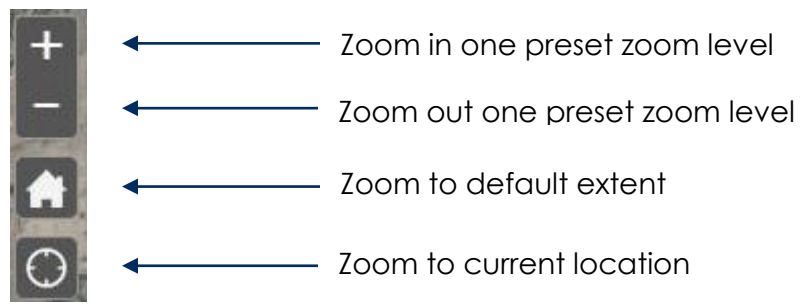 Zoom in one preset zoom level
Zoom out one preset zoom level
Zoom to default extent
Zoom to current location